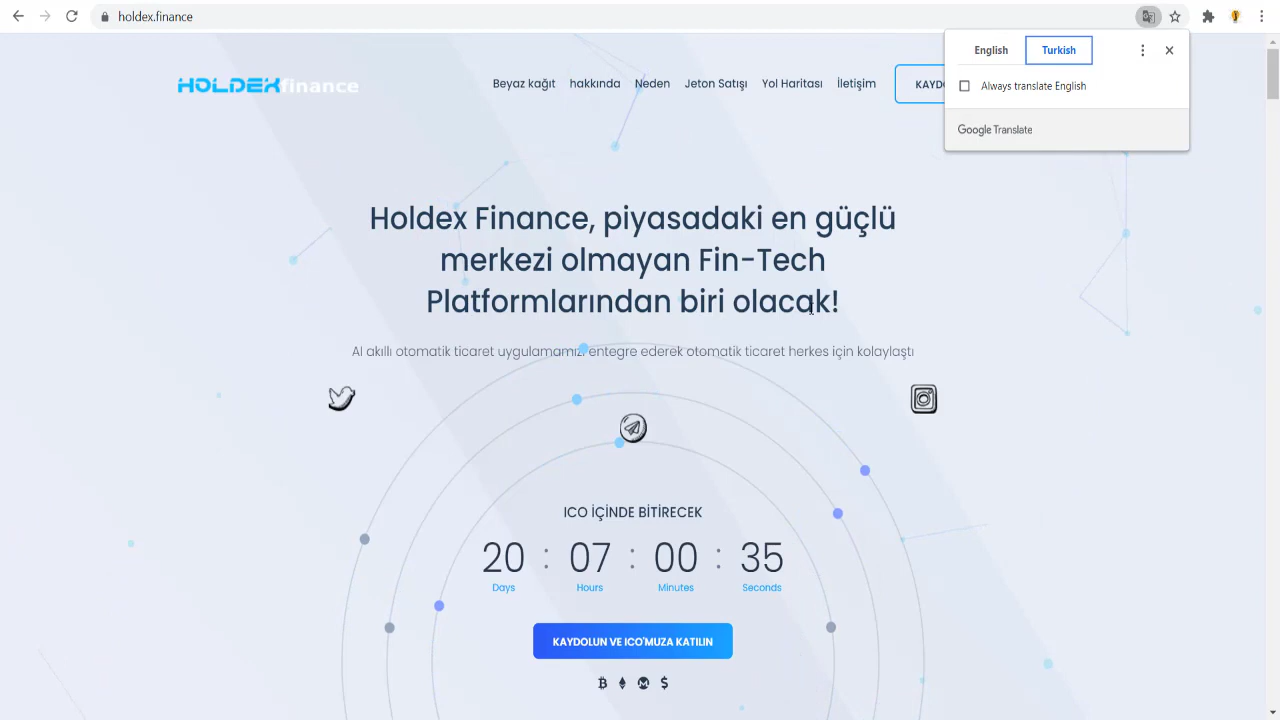 holdex.finance
English
Turkish
Always translate English
Google Translate
HOLDEX finance
Beyaz kağıt hakkında Neden Jeton Satışı Yol Haritası İletişim
Holdex Finance, piyasadaki en güçlü
merkezi olmayan Fin-Tech
Platformlarından biri olacak!
AI akıllı otomatik ticaret uygulamamızı entegre ederek otomatik ticaret herkes için kolaylaştı
ICO İÇİNDE BİTİRECEK
20 : 07 : 00 : 35
Days Hours Minutes Seconds
KAYDOLUN VE ICO'MUZA KATILIN